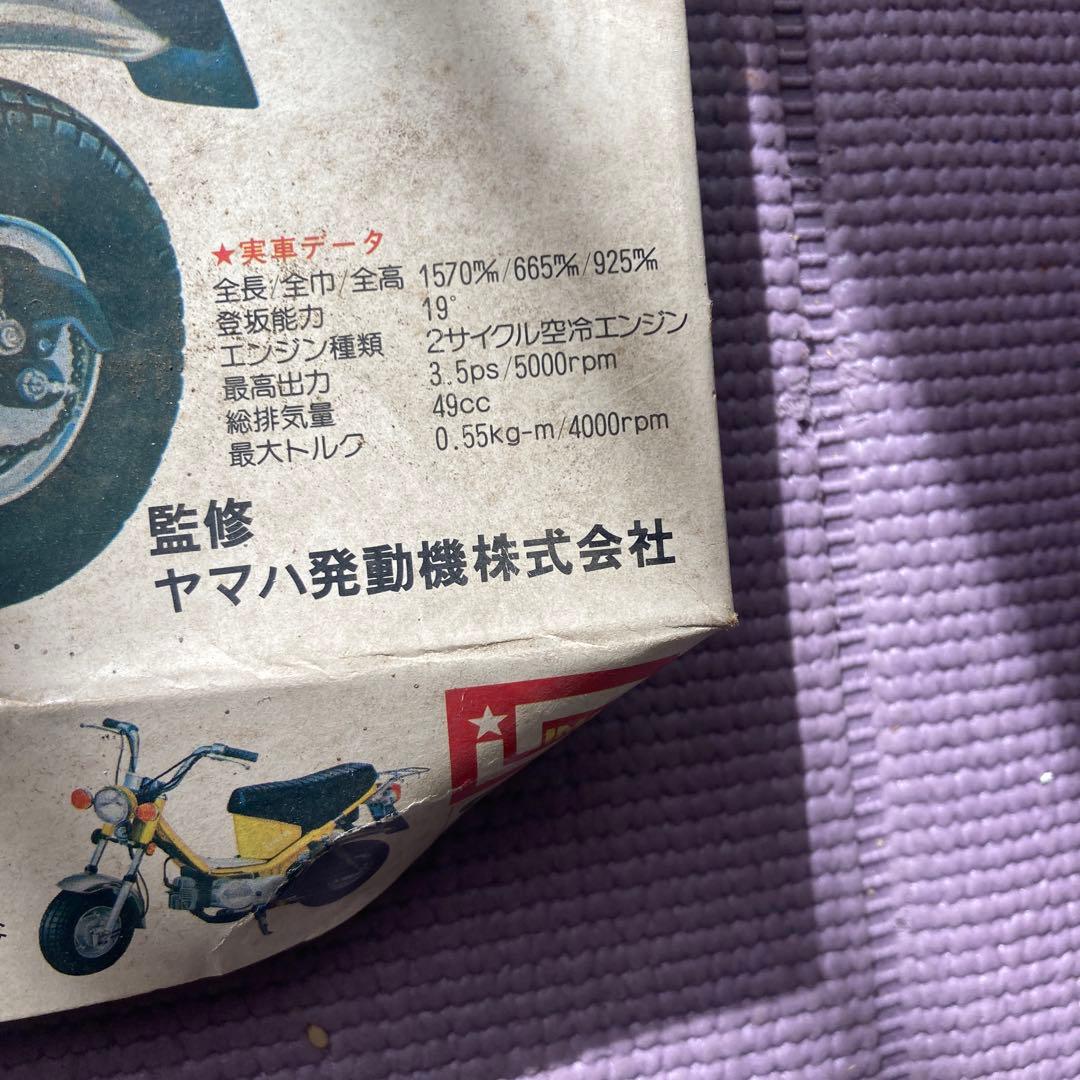 ★実車データ
全長/全巾/全高 1570㎜/665㎜/925㎜
登坂能力 19°
エンジン種類 2サイクル空冷エンジン
最高出力 3.5ps/5000rpm
総排気量 49cc
最大トルク 0.55kg-m/4000rpm
監修
ヤマハ発動機株式会社